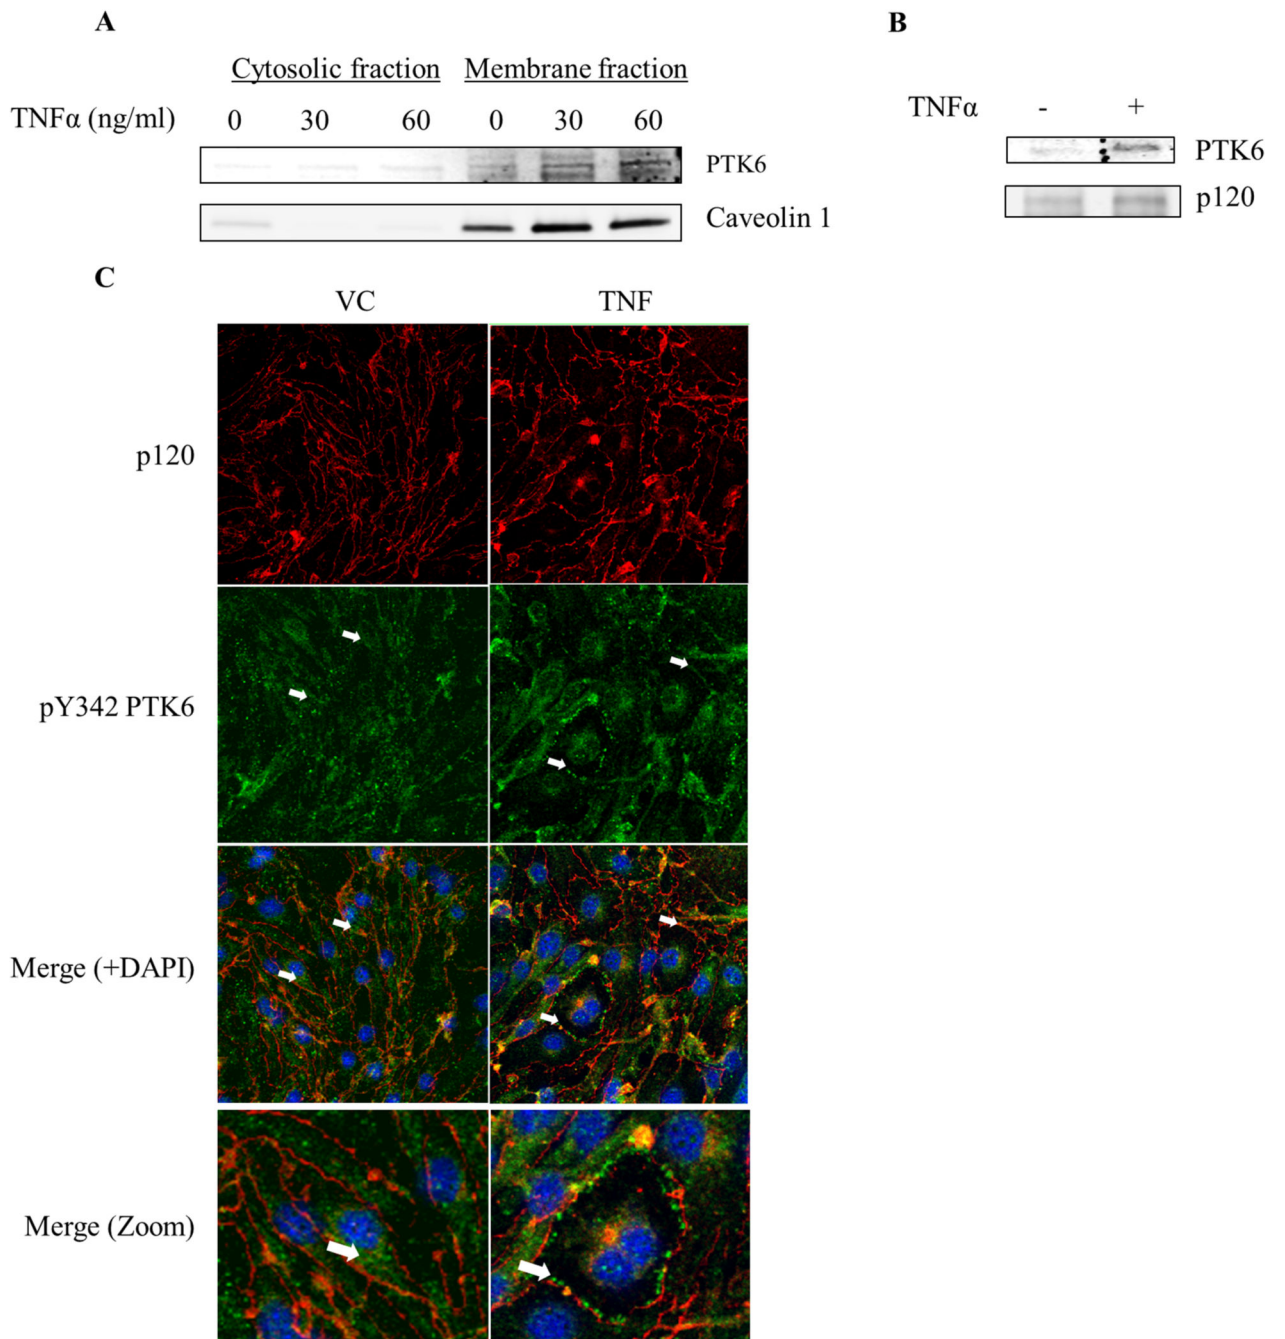 A
Cytosolic fraction Membrane fraction
TNFα (ng/ml) 0 30 60 0 30 60
PTK6
Caveolin 1
B
TNFα - +
PTK6
p120
C
VC TNF
p120
pY342 PTK6
Merge (+DAPI)
Merge (Zoom)